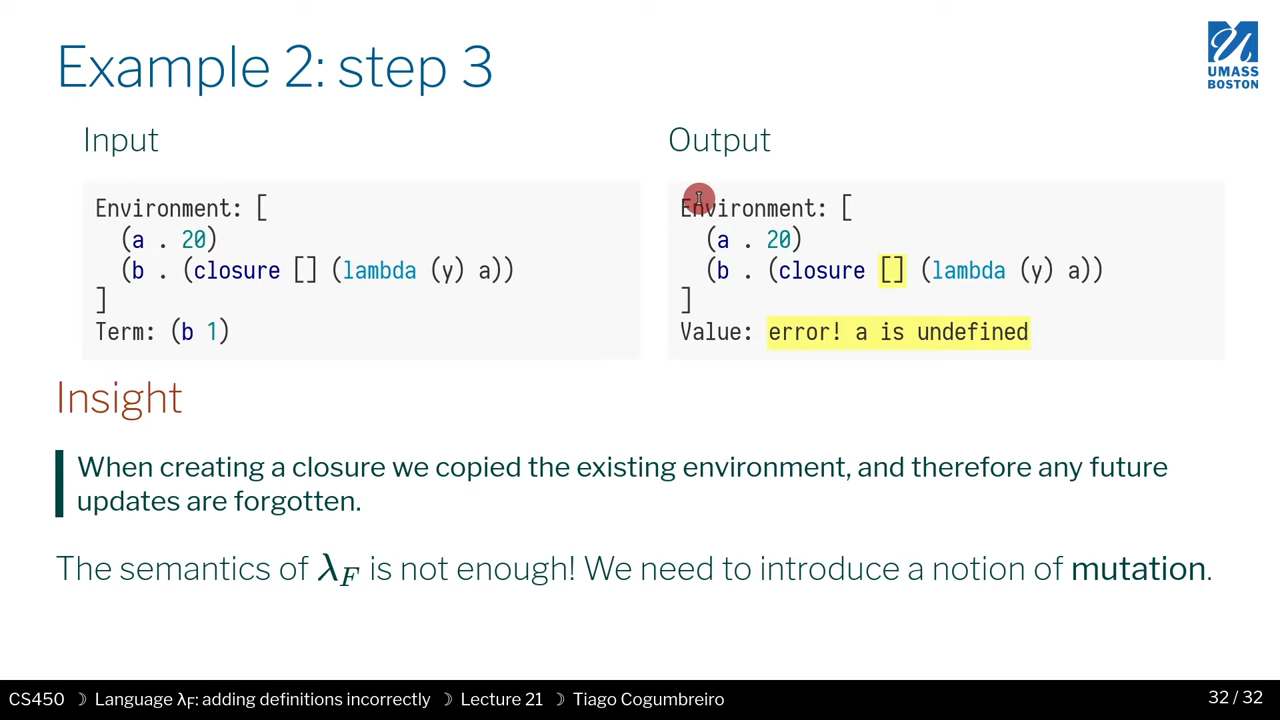 Example 2: step 3
UMASS
BOSTON
Input
Environment: [
(a . 20)
(b . (closure [] (lambda (y) a))
]
Term: (b 1)
Output
Environment: [
(a . 20)
(b . (closure [] (lambda (y) a))
]
Value: error! a is undefined
Insight
When creating a closure we copied the existing environment, and therefore any future
updates are forgotten.
The semantics of λF is not enough! We need to introduce a notion of mutation.
CS450 ☽ Language λF: adding definitions incorrectly ☽ Lecture 21 ☽ Tiago Cogumbreiro
32 / 32